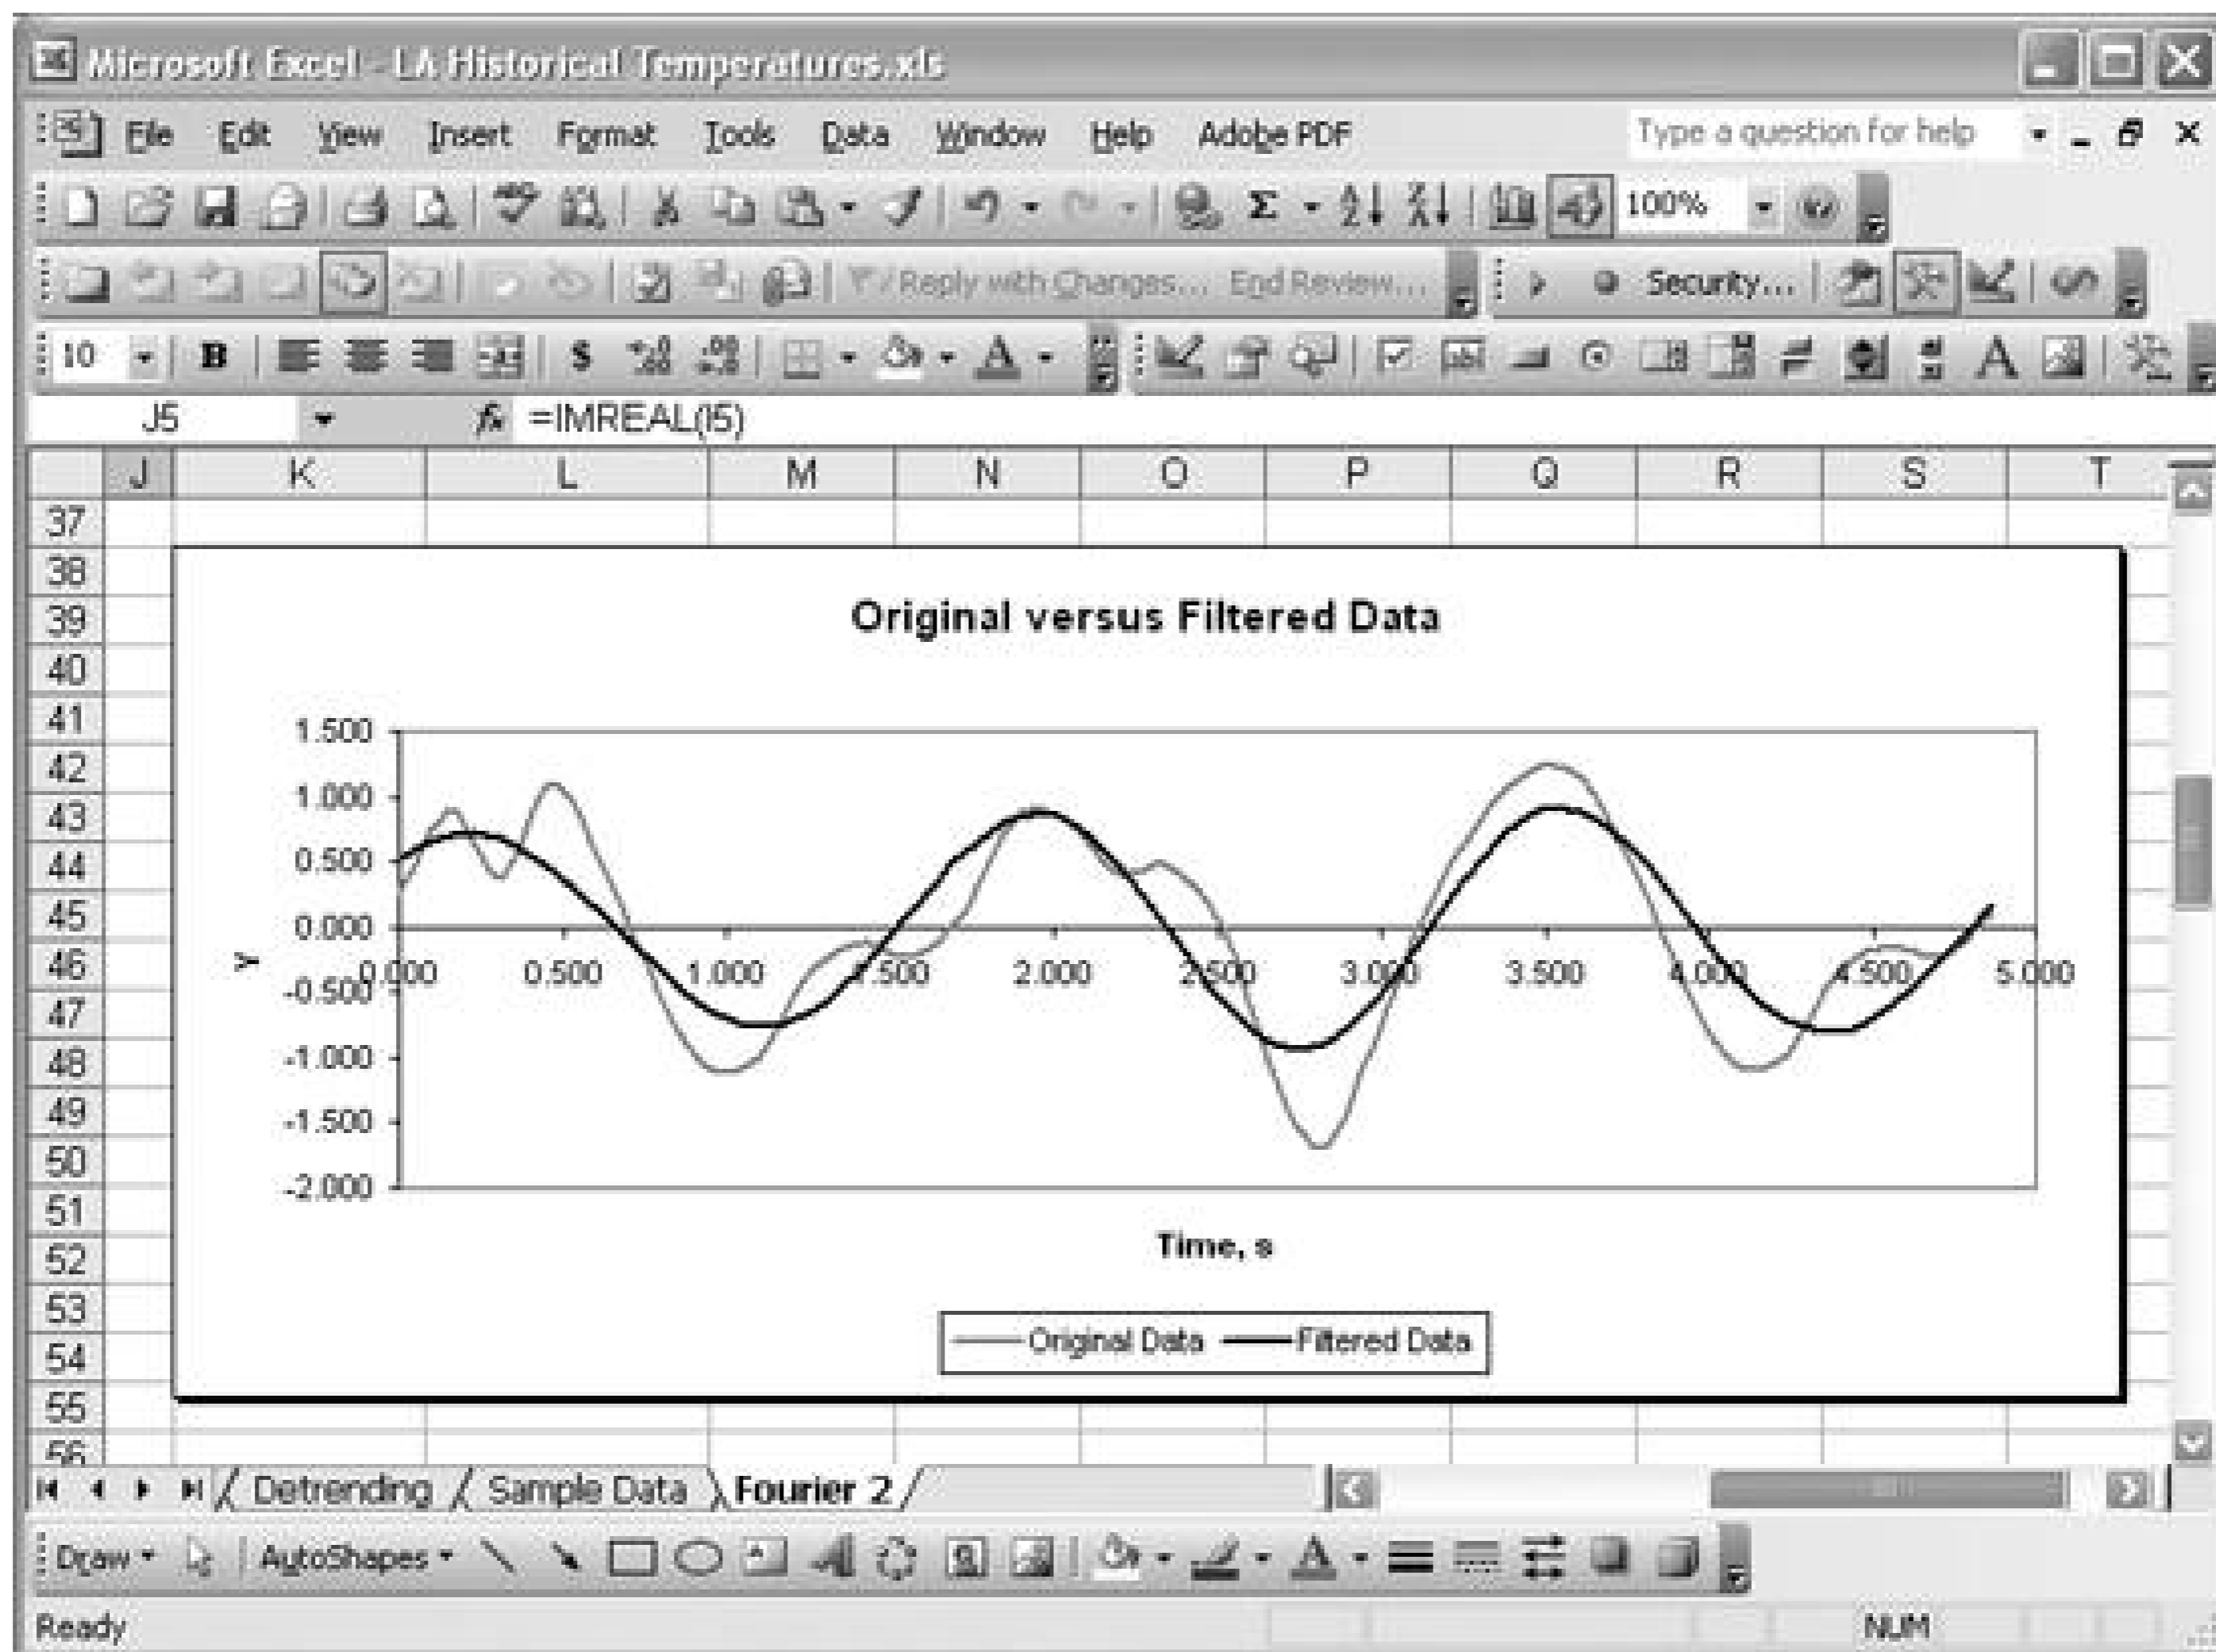 Microsoft Excel - LA Historical Temperatures.xls
File Edit View Insert Format Tools Data Window Help Adobe PDF Type a question for help
Σ 100%
Reply with Changes... End Review... Security...
10 B $ A A
J5 fx =IMREAL(I5)
J K L M N O P Q R S T
37
38
39
40
41
42
43
44
45
46
47
48
49
50
51
52
53
54
55
56
Original versus Filtered Data
1.500
1.000
0.500
0.000
-0.500
-1.000
-1.500
-2.000
Y
0.000 0.500 1.000 1.500 2.000 2.500 3.000 3.500 4.000 4.500 5.000
Time, s
Original Data Filtered Data
Detrending Sample Data Fourier 2
Draw AutoShapes A
Ready NUM